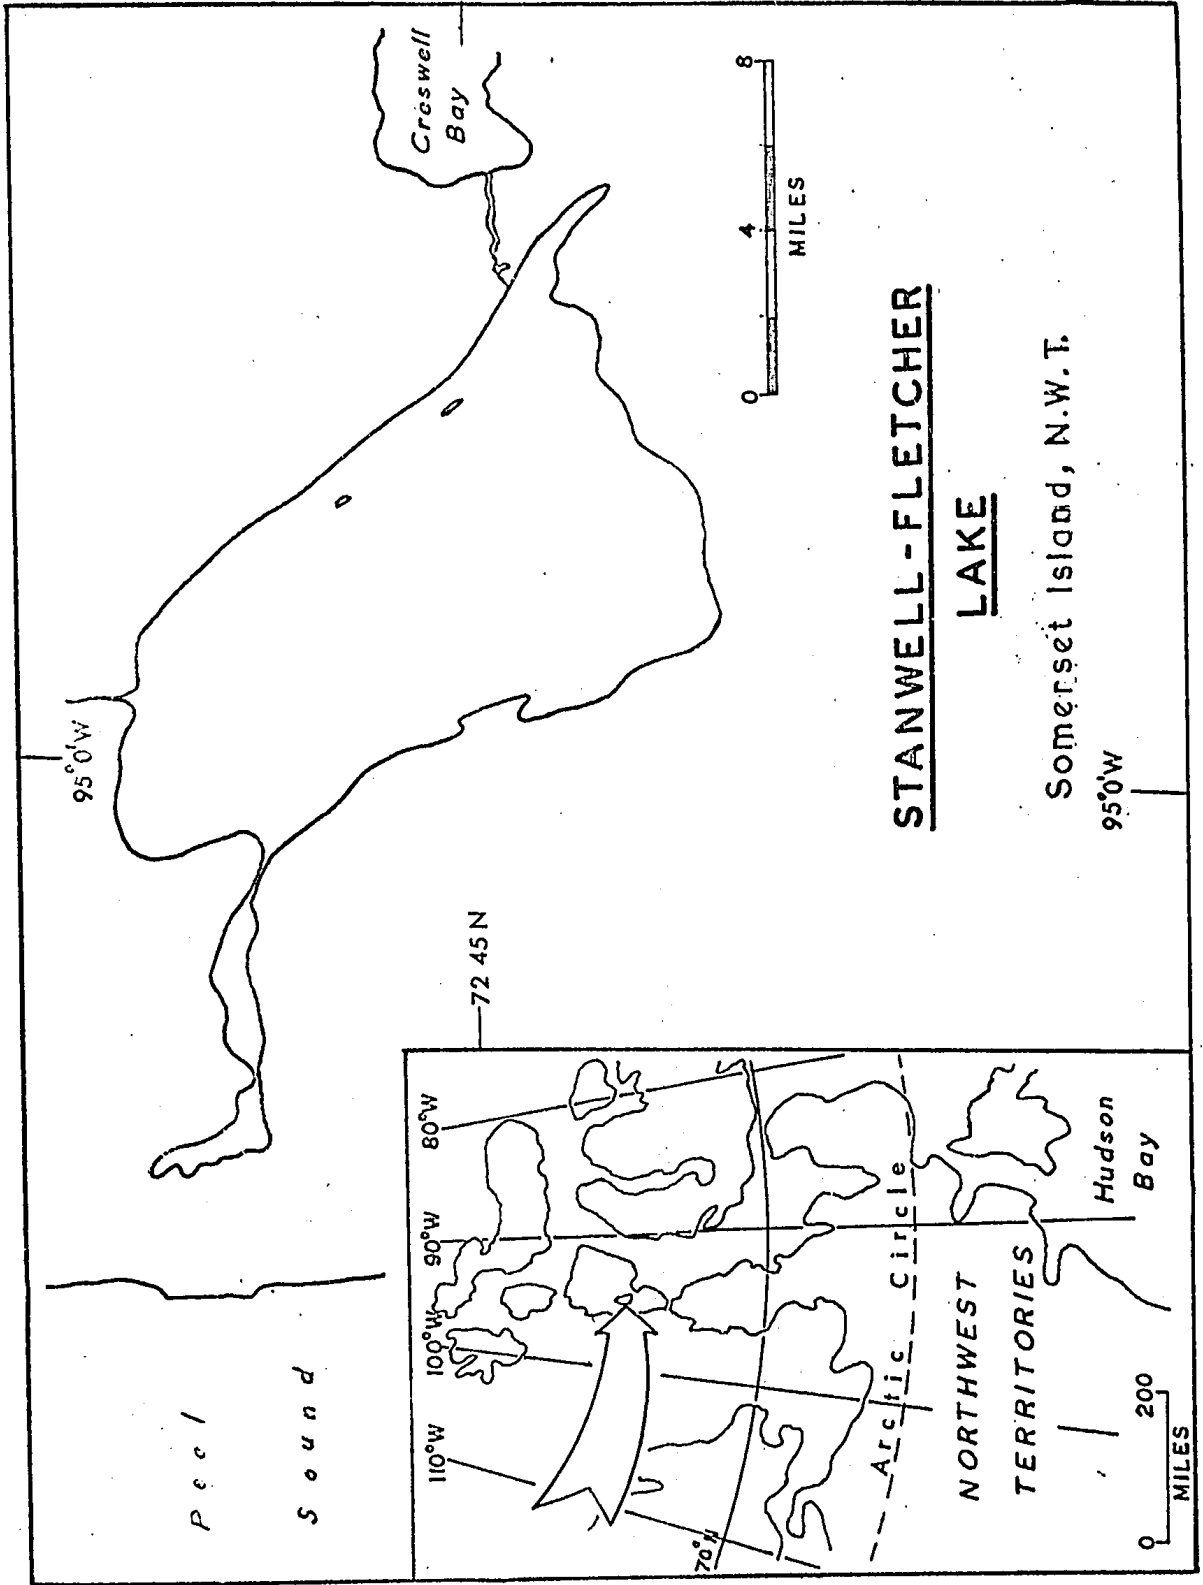 Creswell
Bay
95°0'W
Peel
Sound
72 45 N
0 4 8
MILES
STANWELL-FLETCHER
LAKE
Somerset Island, N.W.T.
95°0'W
110°W 100°W 90°W 80°W
70°N
Arctic Circle
NORTHWEST
TERRITORIES
Hudson
Bay
0 200
MILES